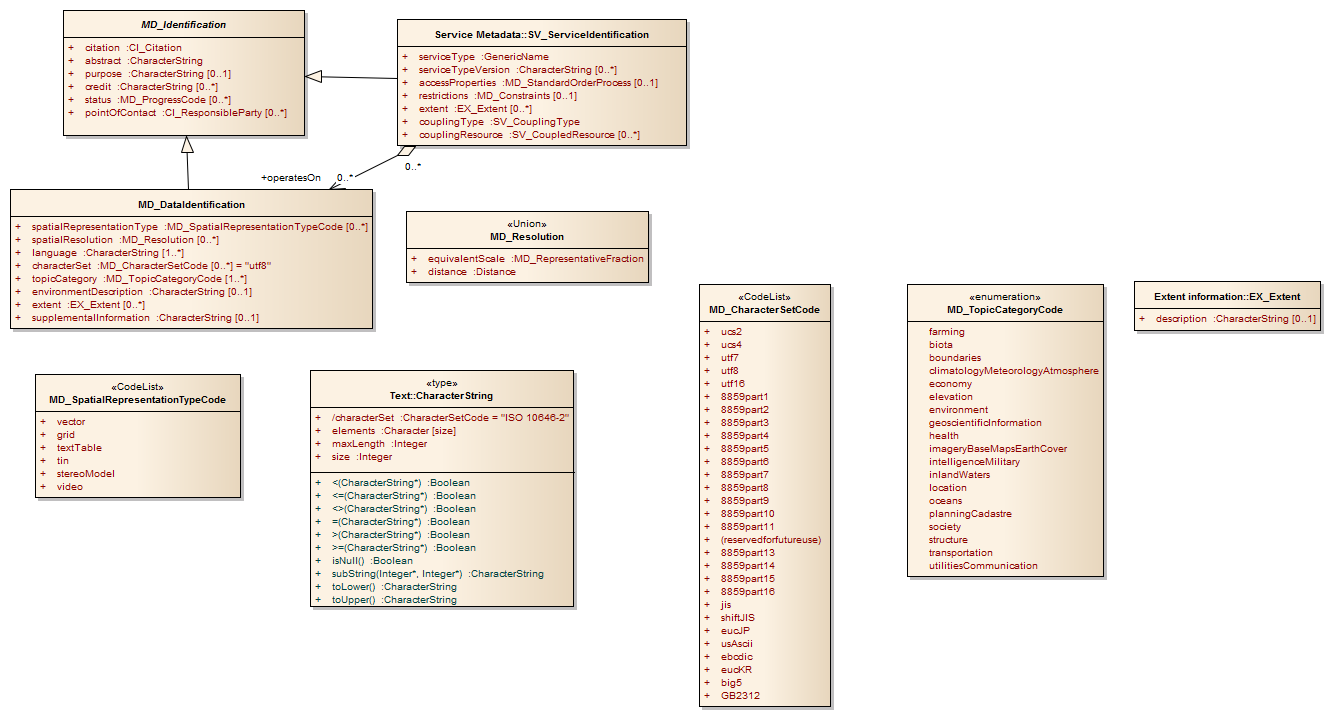 MD_Identification
+ citation :CI_Citation
+ abstract :CharacterString
+ purpose :CharacterString [0..1]
+ credit :CharacterString [0..*]
+ status :MD_ProgressCode [0..*]
+ pointOfContact :CI_ResponsibleParty [0..*]
Service Metadata::SV_ServiceIdentification
+ serviceType :GenericName
+ serviceTypeVersion :CharacterString [0..*]
+ accessProperties :MD_StandardOrderProcess [0..1]
+ restrictions :MD_Constraints [0..1]
+ extent :EX_Extent [0..*]
+ couplingType :SV_CouplingType
+ couplingResource :SV_CoupledResource [0..*]
0..*
+operatesOn 0..*
MD_DataIdentification
+ spatialRepresentationType :MD_SpatialRepresentationTypeCode [0..*]
+ spatialResolution :MD_Resolution [0..*]
+ language :CharacterString [1..*]
+ characterSet :MD_CharacterSetCode [0..*] = "utf8"
+ topicCategory :MD_TopicCategoryCode [1..*]
+ environmentDescription :CharacterString [0..1]
+ extent :EX_Extent [0..*]
+ supplementalInformation :CharacterString [0..1]
«Union»
MD_Resolution
+ equivalentScale :MD_RepresentativeFraction
+ distance :Distance
«CodeList»
MD_CharacterSetCode
+ ucs2
+ ucs4
+ utf7
+ utf8
+ utf16
+ 8859part1
+ 8859part2
+ 8859part3
+ 8859part4
+ 8859part5
+ 8859part6
+ 8859part7
+ 8859part8
+ 8859part9
+ 8859part10
+ 8859part11
+ (reservedforfutureuse)
+ 8859part13
+ 8859part14
+ 8859part15
+ 8859part16
+ jis
+ shiftJIS
+ eucJP
+ usAscii
+ ebcdic
+ eucKR
+ big5
+ GB2312
«enumeration»
MD_TopicCategoryCode
farming
biota
boundaries
climatologyMeteorologyAtmosphere
economy
elevation
environment
geoscientificInformation
health
imageryBaseMapsEarthCover
intelligenceMilitary
inlandWaters
location
oceans
planningCadastre
society
structure
transportation
utilitiesCommunication
Extent information::EX_Extent
+ description :CharacterString [0..1]
«CodeList»
MD_SpatialRepresentationTypeCode
+ vector
+ grid
+ textTable
+ tin
+ stereoModel
+ video
«type»
Text::CharacterString
+ /characterSet :CharacterSetCode = "ISO 10646-2"
+ elements :Character [size]
+ maxLength :Integer
+ size :Integer
+ <(CharacterString*) :Boolean
+ <=(CharacterString*) :Boolean
+ <>(CharacterString*) :Boolean
+ =(CharacterString*) :Boolean
+ >(CharacterString*) :Boolean
+ >=(CharacterString*) :Boolean
+ isNull() :Boolean
+ subString(Integer*, Integer*) :CharacterString
+ toLower() :CharacterString
+ toUpper() :CharacterString